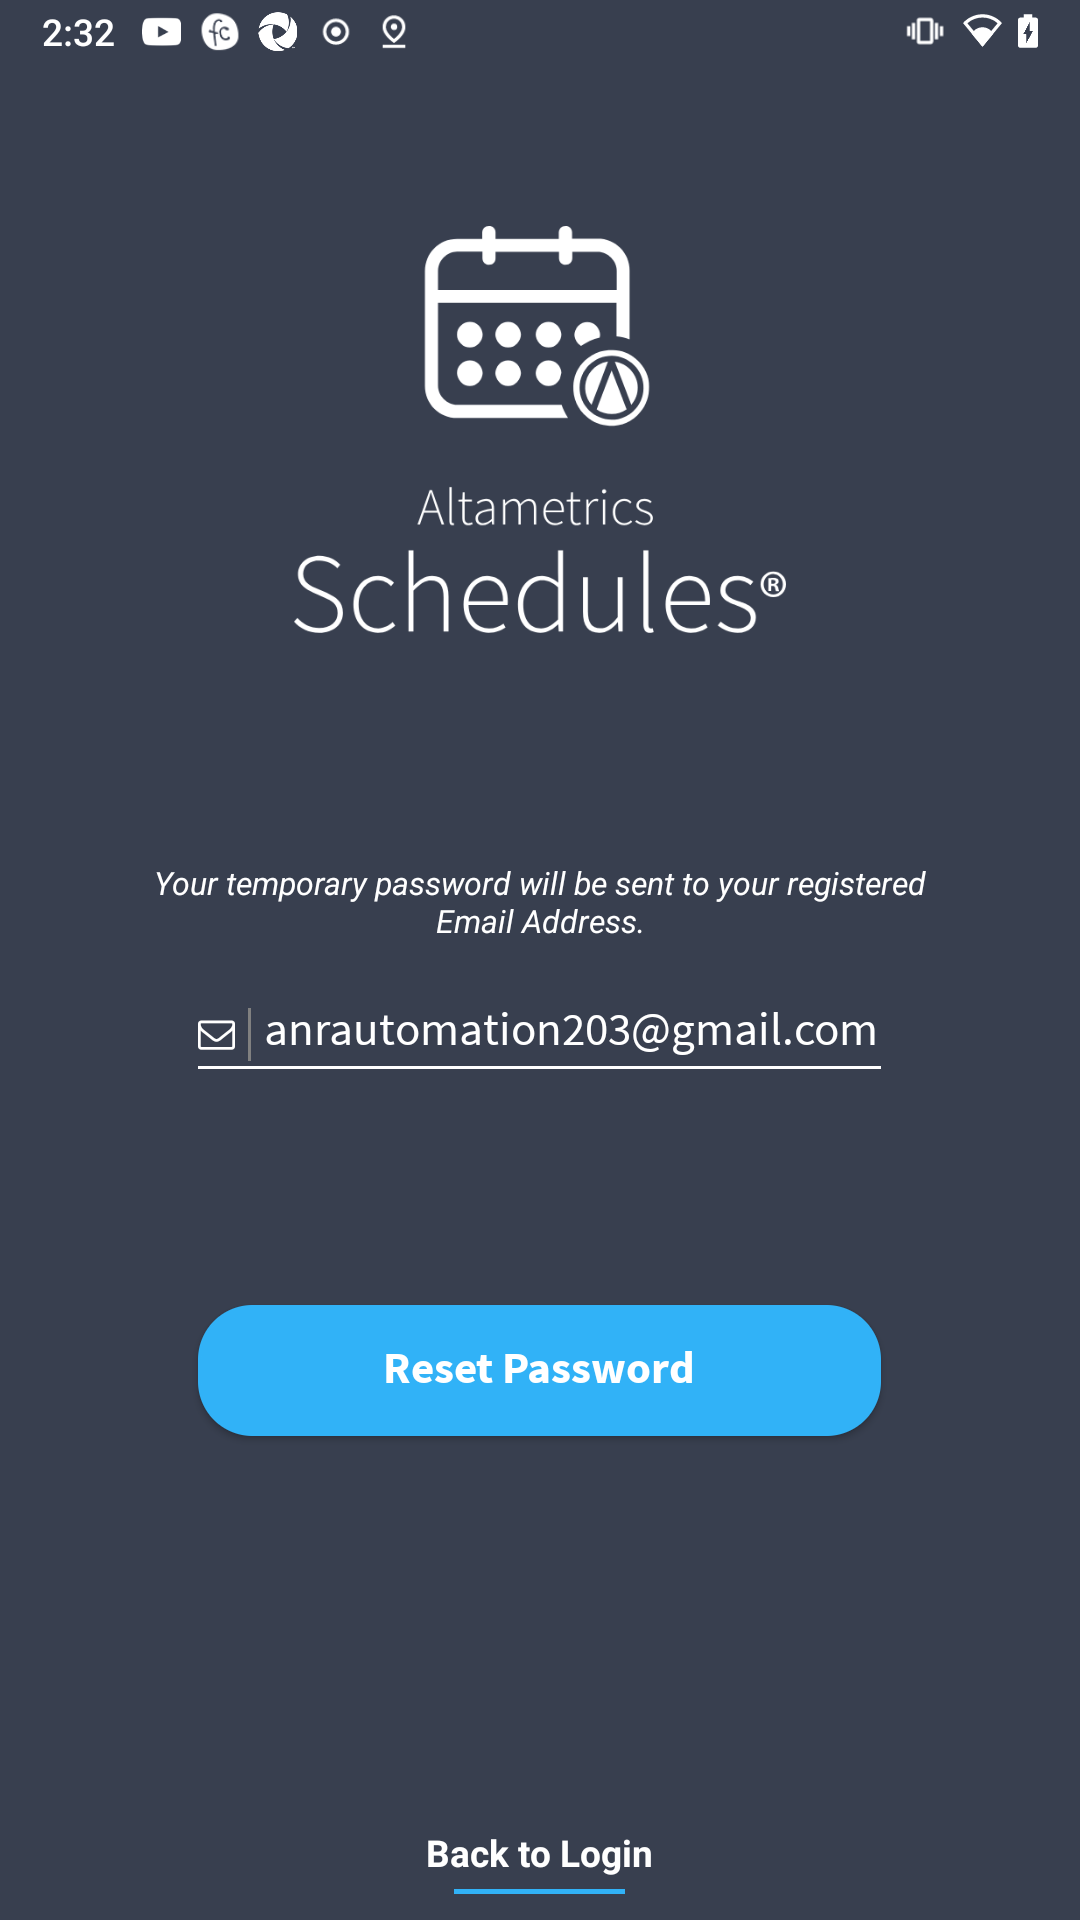 2:32
Altametrics
Schedules®
Your temporary password will be sent to your registered
Email Address.
anrautomation203@gmail.com
Reset Password
Back to Login